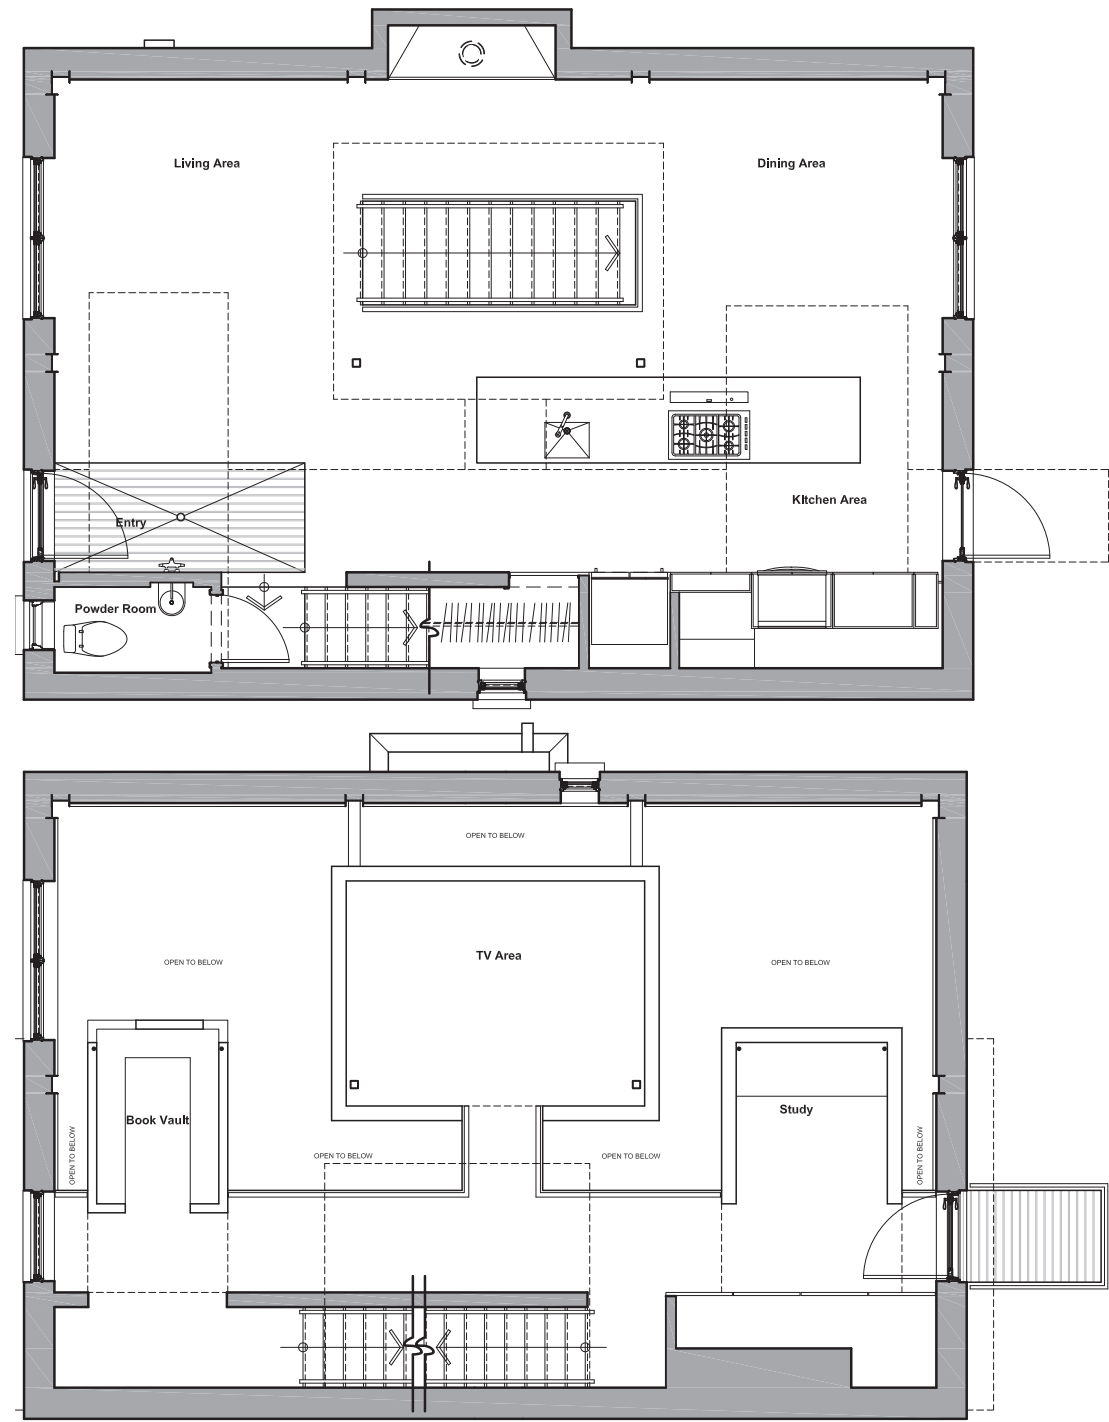 Living Area
Dining Area
KItchen Area
Entry
Powder Room
OPEN TO BELOW
TV Area
OPEN TO BELOW
OPEN TO BELOW
Book Vault
Study
OPEN TO BELOW
OPEN TO BELOW
OPEN TO BELOW
OPEN TO BELOW